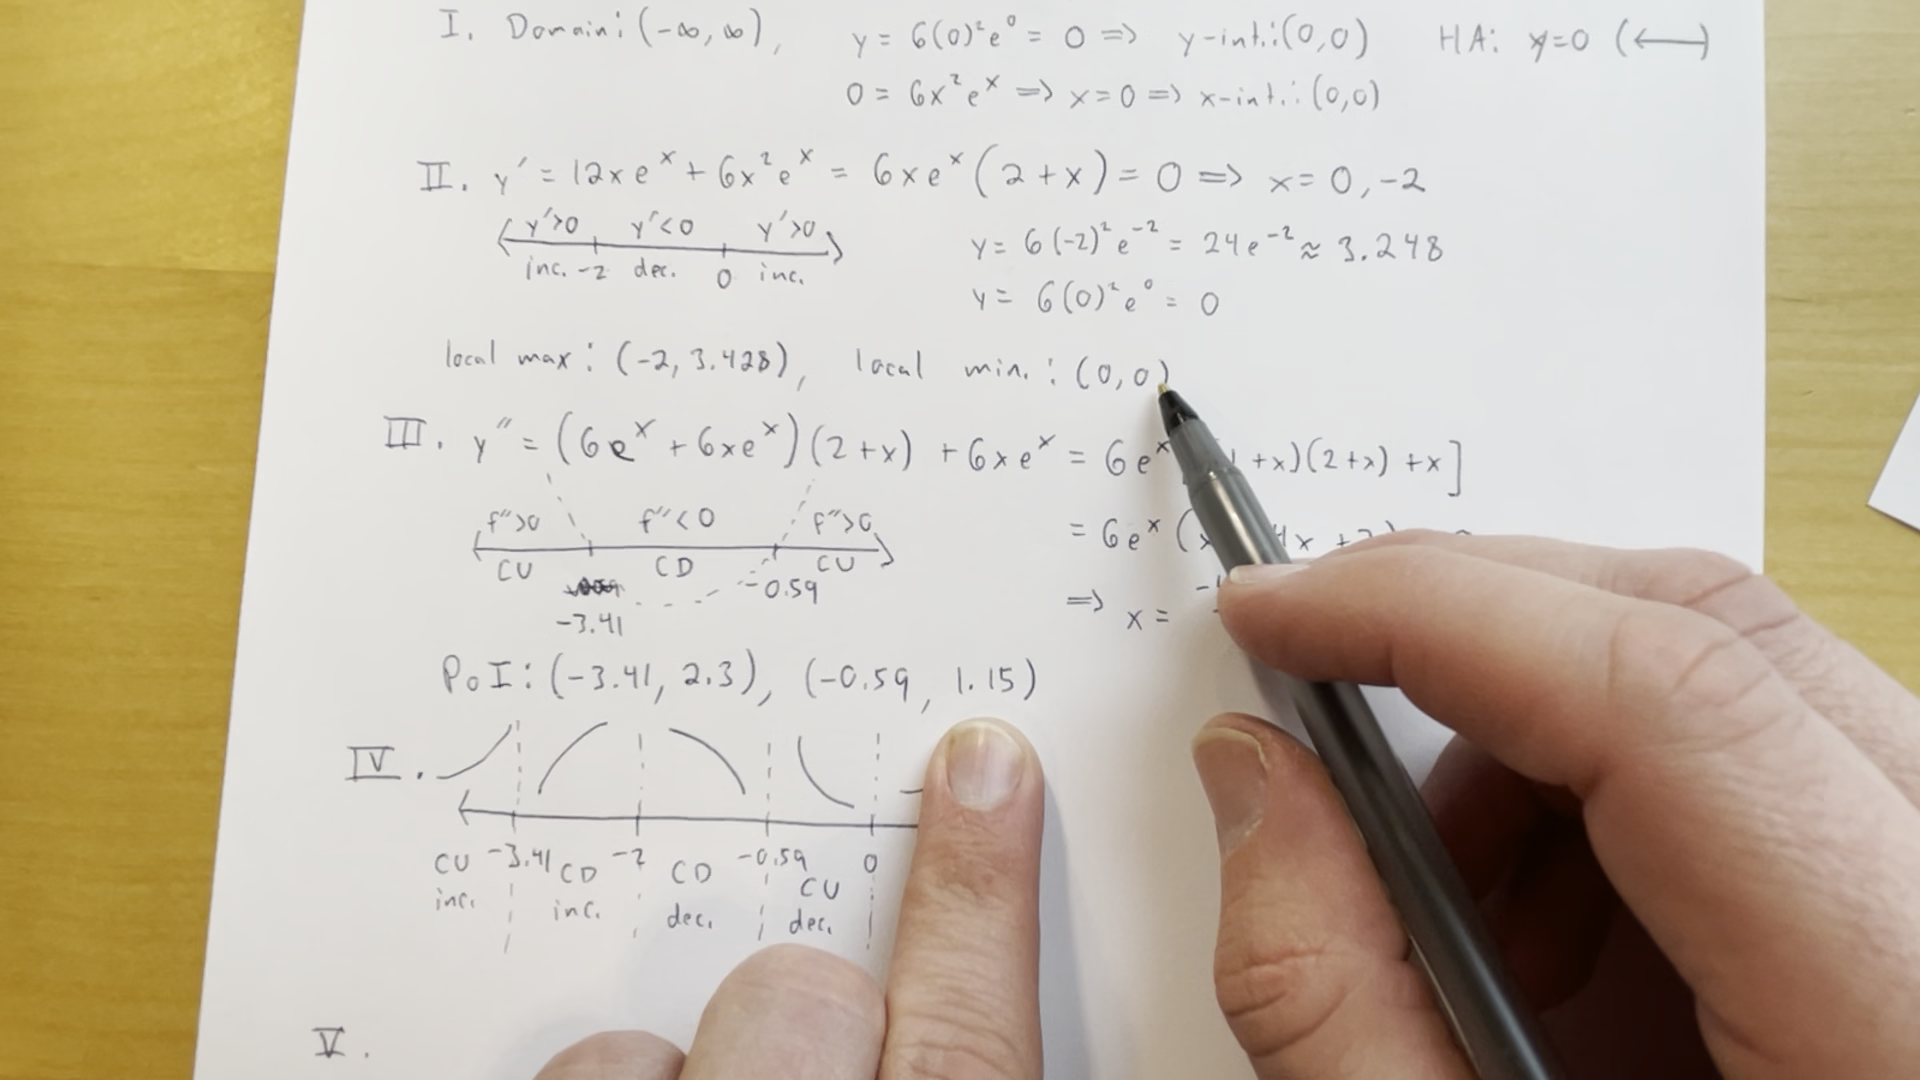 I. Domain: (-∞, ∞), y = 6(0)²e⁰ = 0 => y-int.: (0,0) HA: y=0 (←)
0 = 6x²eˣ => x=0 => x-int.: (0,0)
II. y' = 12xeˣ + 6x²eˣ = 6xeˣ(2+x) = 0 => x = 0, -2
y'>0 y'<0 y'>0
inc. -2 dec. 0 inc.
y = 6(-2)²e⁻² = 24e⁻² ≈ 3.248
y = 6(0)²e⁰ = 0
local max: (-2, 3.428), local min.: (0,0)
III. y'' = (6eˣ + 6xeˣ)(2+x) + 6xeˣ = 6eˣ +x)(2+x) +x]
f''>0 f''<0 f''>0
CU CD CU
-3.41 -0.59
= 6eˣ(
=> x =
PoI: (-3.41, 2.3), (-0.59, 1.15)
IV.
-3.41 -2 -0.59 0
CU CD CD CU
inc. inc. dec. dec.
V.